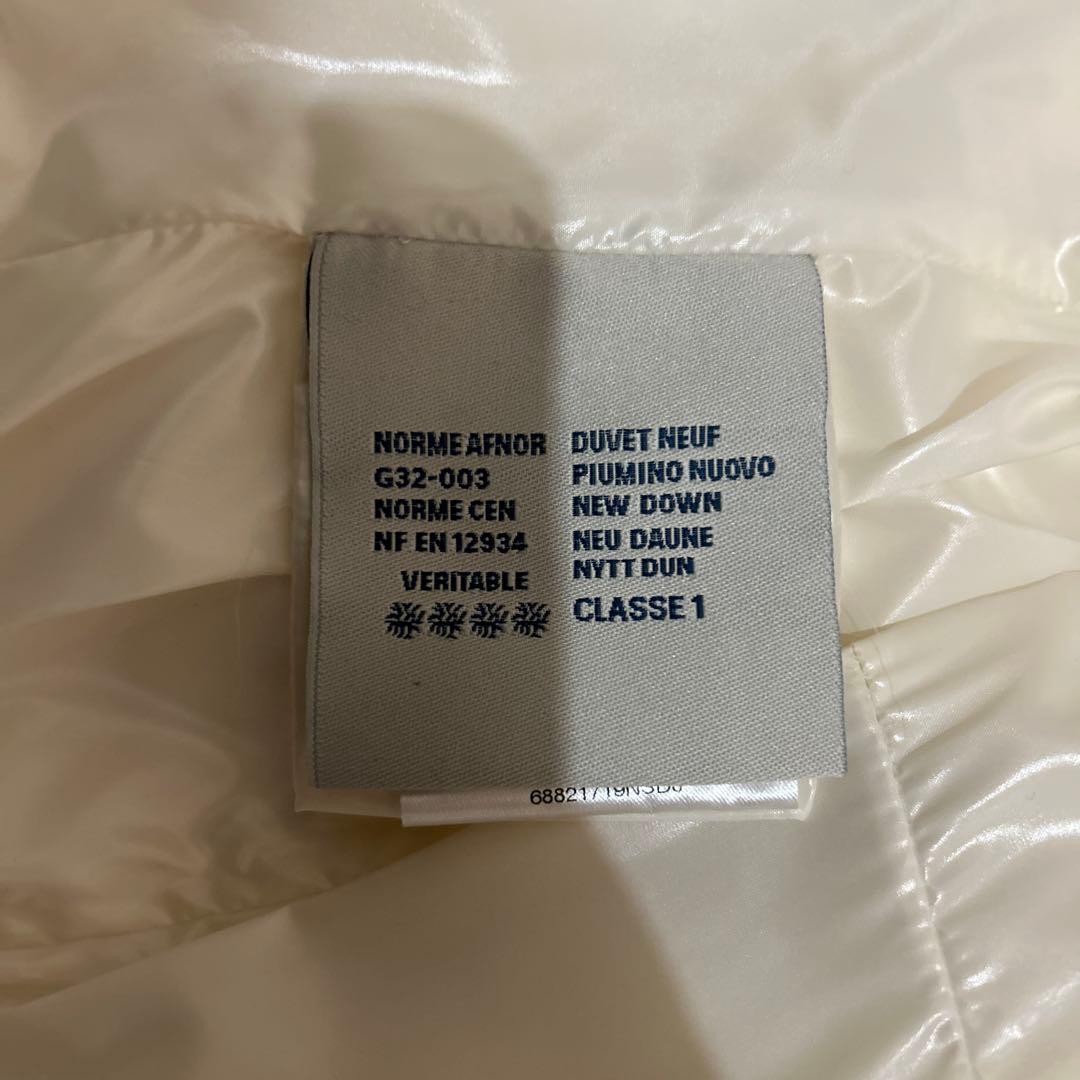 NORME AFNOR
G32-003
NORME CEN
NF EN 12934
VERITABLE
DUVET NEUF
PIUMINO NUOVO
NEW DOWN
NEU DAUNE
NYTT DUN
CLASSE 1